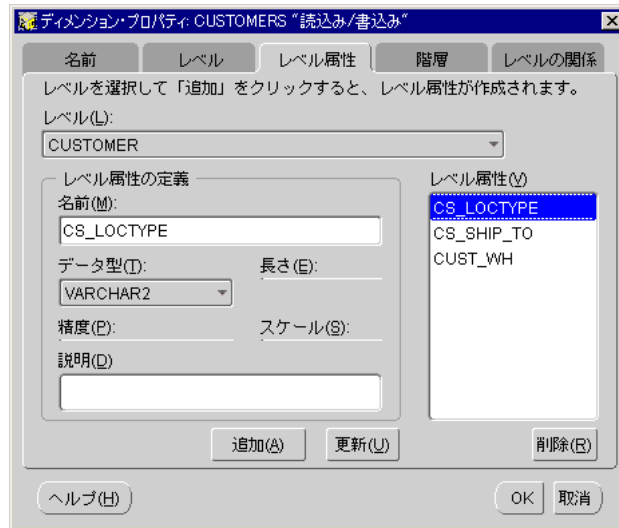 ディメンション・プロパティ: CUSTOMERS "読込み/書込み"
名前 レベル レベル属性 階層 レベルの関係
レベルを選択して「追加」をクリックすると、レベル属性が作成されます。
レベル(L):
CUSTOMER
レベル属性の定義
名前(M):
CS_LOCTYPE
データ型(T): 長さ(E):
VARCHAR2
精度(P): スケール(S):
説明(D)
追加(A) 更新(U)
レベル属性(V)
CS_LOCTYPE
CS_SHIP_TO
CUST_WH
削除(R)
ヘルプ(H) OK 取消